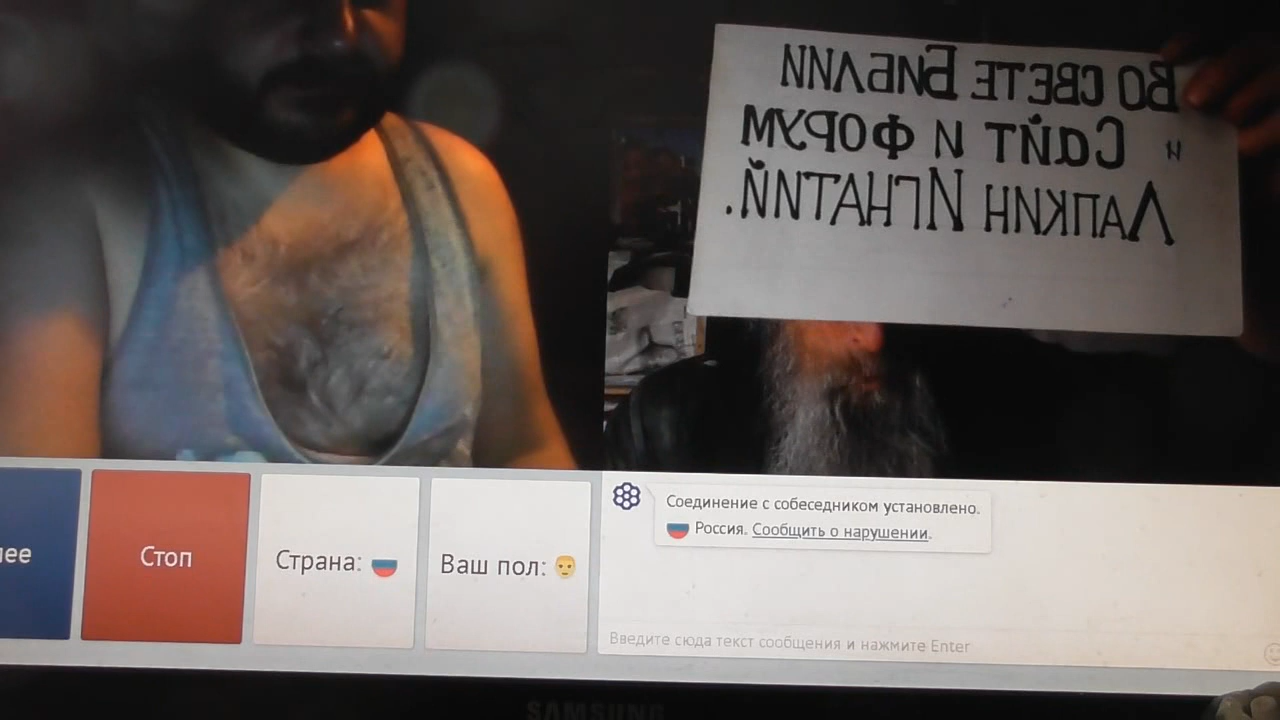 Во свете Библии
и Сайт и форум
Лапкин Игнатий.
лее
Стоп
Страна:
Ваш пол:
Соединение с собеседником установлено.
Россия. Сообщить о нарушении.
Введите сюда текст сообщения и нажмите Enter
SAMSUNG